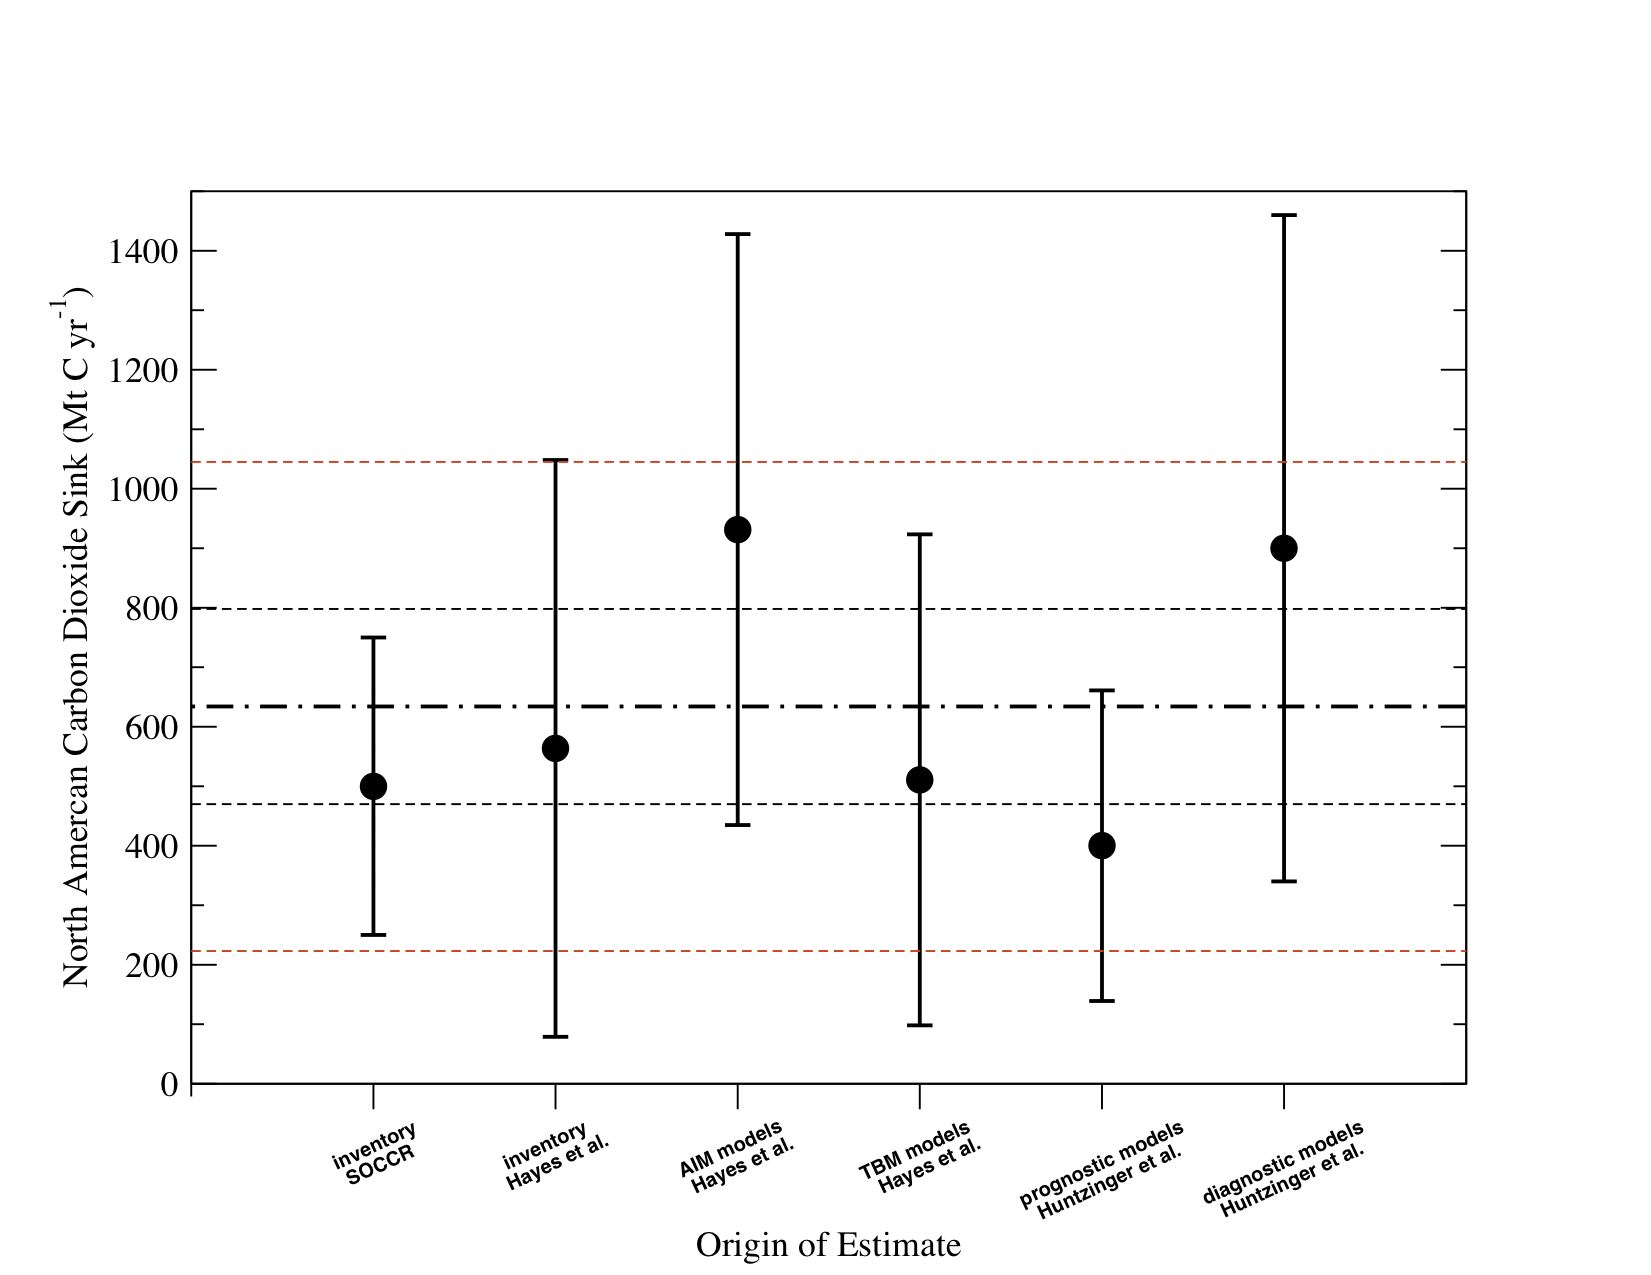 1400
1200
1000
800
600
400
200
0
North Amercan Carbon Dioxide Sink (Mt C yr-1)
inventory
SOCCR
inventory
Hayes et al.
AIM models
Hayes et al.
TBM models
Hayes et al.
prognostic models
Huntzinger et al.
diagnostic models
Huntzinger et al.
Origin of Estimate